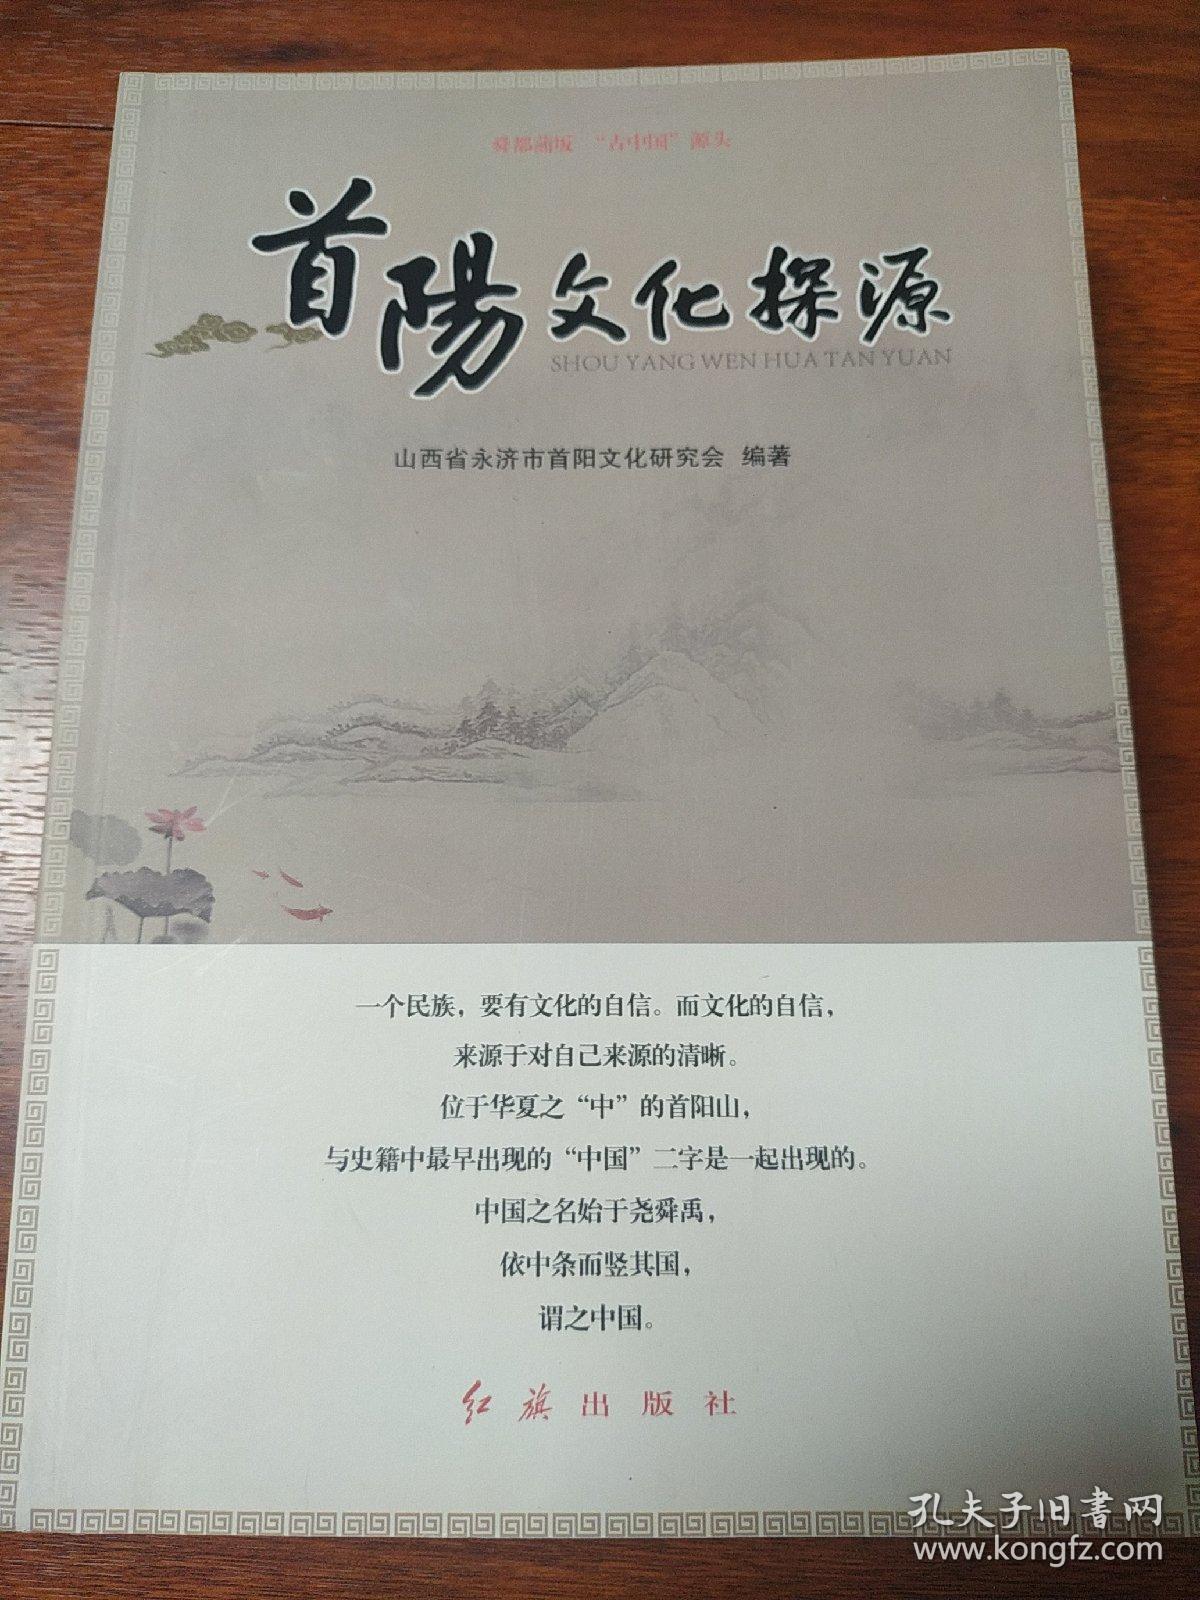 舜都蒲坂 “古中国”源头
首陽文化探源
SHOU YANG WEN HUA TAN YUAN
山西省永济市首阳文化研究会 编著
一个民族，要有文化的自信。而文化的自信，
来源于对自己来源的清晰。
位于华夏之“中”的首阳山，
与史籍中最早出现的“中国”二字是一起出现的。
中国之名始于尧舜禹，
依中条而竖其国，
谓之中国。
红旗出版社
孔夫子旧書网
www.kongfz.com